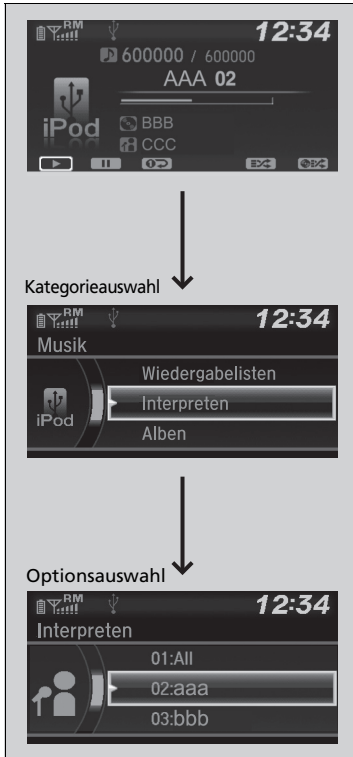 RM 12:34
600000 / 600000
AAA 02
iPod
BBB
CCC
Kategorieauswahl
RM 12:34
Musik
Wiedergabelisten
iPod
Interpreten
Alben
Optionsauswahl
RM 12:34
Interpreten
01:All
02:aaa
03:bbb